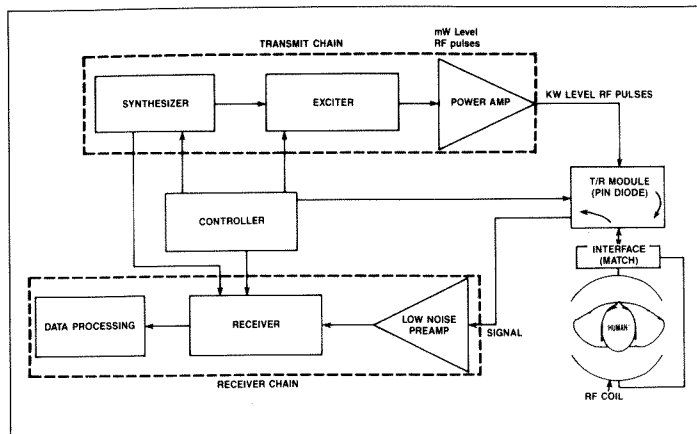 mW Level
RF pulses
TRANSMIT CHAIN
SYNTHESIZER
EXCITER
POWER AMP
KW LEVEL RF PULSES
T/R MODULE
(PIN DIODE)
CONTROLLER
INTERFACE
(MATCH)
DATA PROCESSING
RECEIVER
LOW NOISE
PREAMP
SIGNAL
HUMAN
RECEIVER CHAIN
RF COIL